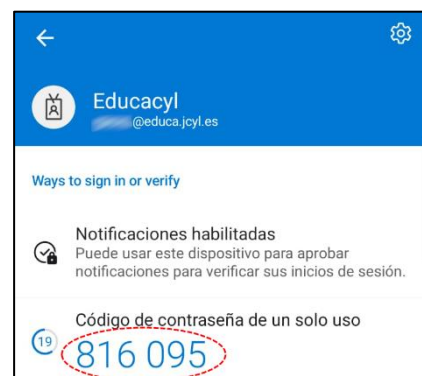 Educacyl
@educa.jcyl.es
Ways to sign in or verify
Notificaciones habilitadas
Puede usar este dispositivo para aprobar
notificaciones para verificar sus inicios de sesión.
Código de contraseña de un solo uso
19
816 095